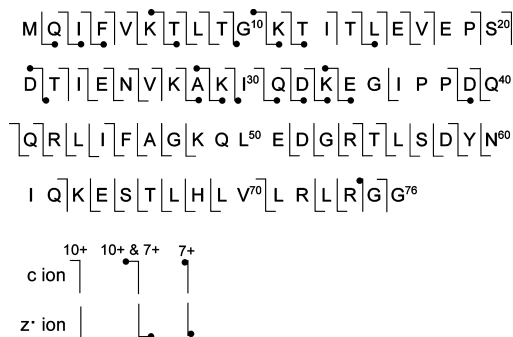 M Q I F V K T L T G10 K T I T L E V E P S20
D T I E N V K A K I30 Q D K E G I P P D Q40
Q R L I F A G K Q L50 E D G R T L S D Y N60
I Q K E S T L H L V70 L R L R G G76
10+ 10+ & 7+ 7+
c ion
z• ion